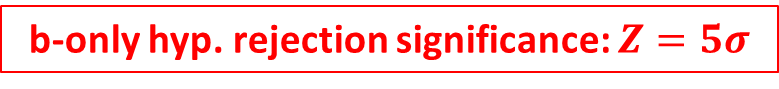 b-only hyp. rejection significance: Z = 5σ